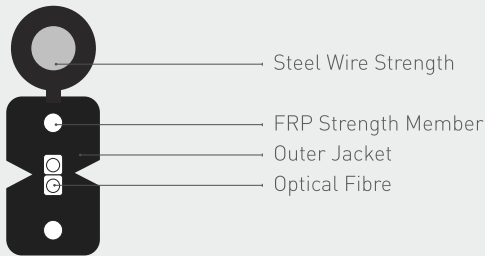 Steel Wire Strength
FRP Strength Member
Outer Jacket
Optical Fibre